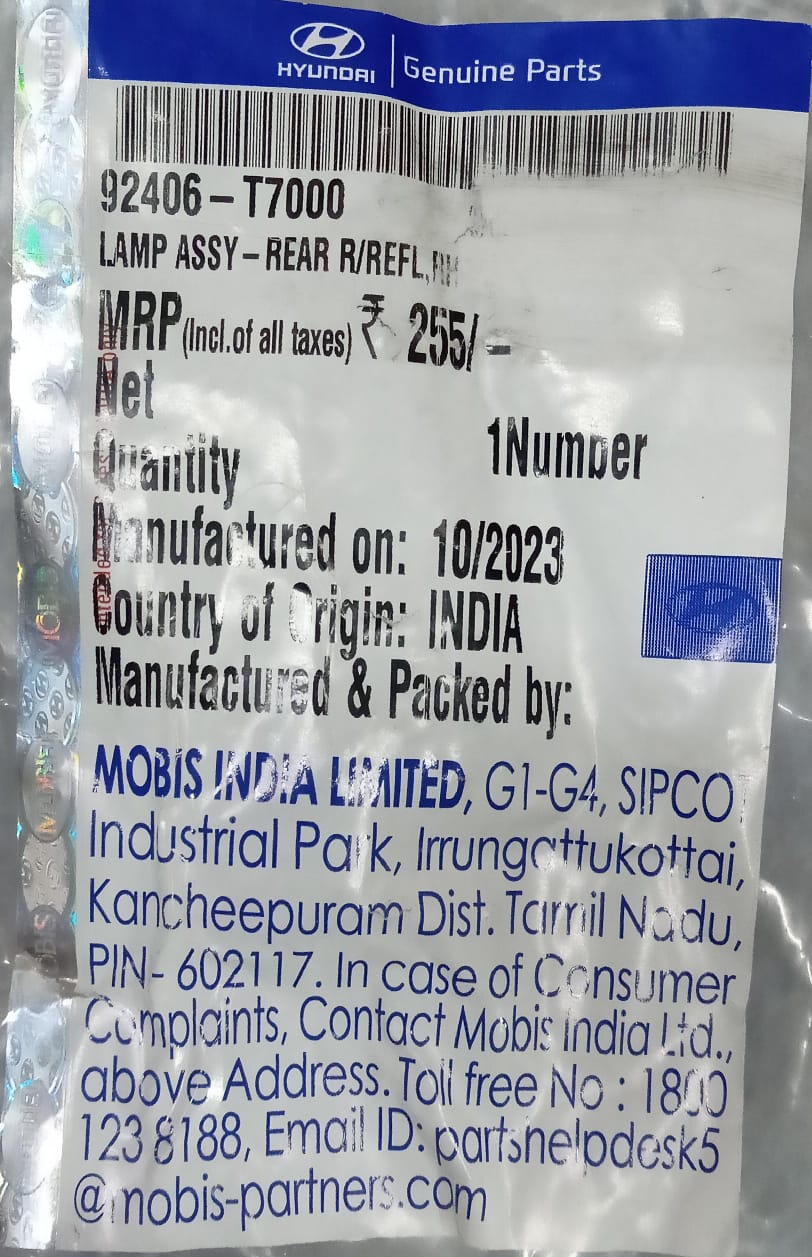 HYUNDAI | Genuine Parts
92406-T7000
LAMP ASSY-REAR R/REFL,RH
MRP(Incl.of all taxes) ₹ 255/-
Net
Quantity 1Number
Manufactured on: 10/2023
Country of Origin: INDIA
Manufactured & Packed by:
MOBIS INDIA LIMITED, G1-G4, SIPCOT
Industrial Park, Irrungattukottai,
Kancheepuram Dist. Tamil Nadu,
PIN- 602117. In case of Consumer
Complaints, Contact Mobis India Ltd.,
above Address. Toll free No : 1800
123 8188, Email ID: partshelpdesk5
@mobis-partners.com
HYUNDAI
MOBIS